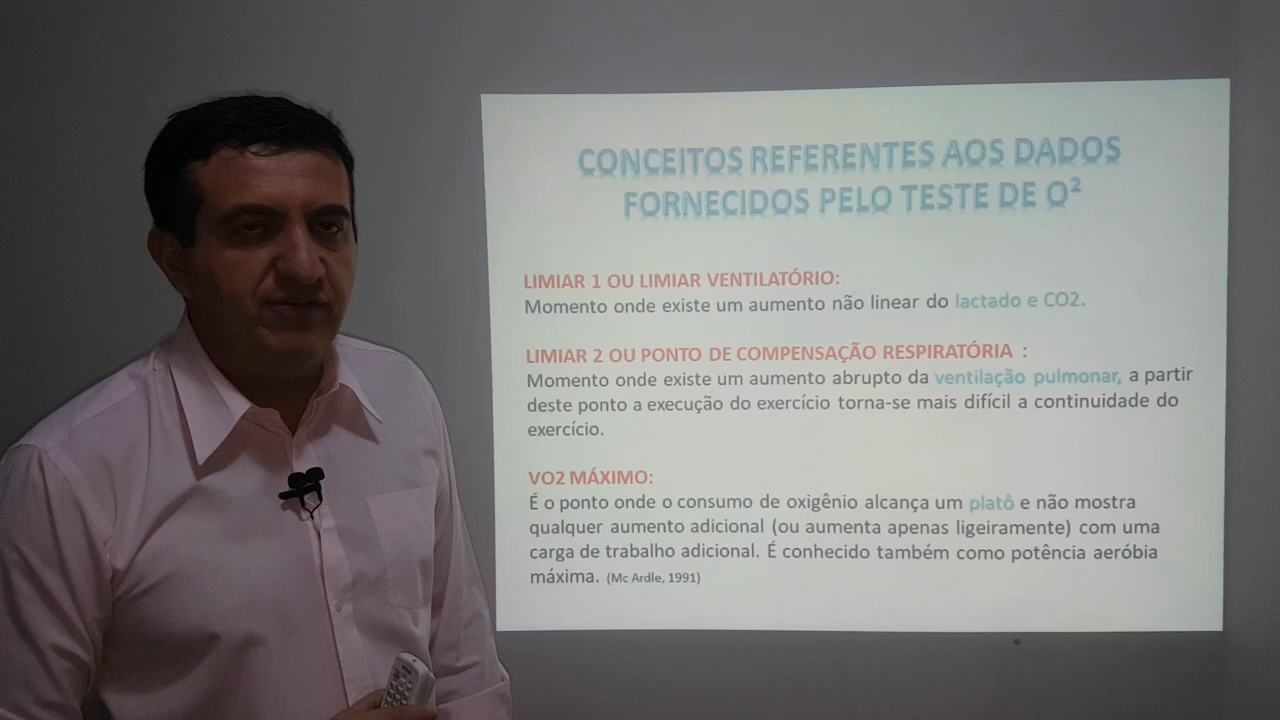 CONCEITOS REFERENTES AOS DADOS
FORNECIDOS PELO TESTE DE O²
LIMIAR 1 OU LIMIAR VENTILATÓRIO:
Momento onde existe um aumento não linear do lactado e CO2.
LIMIAR 2 OU PONTO DE COMPENSAÇÃO RESPIRATÓRIA :
Momento onde existe um aumento abrupto da ventilação pulmonar, a partir
deste ponto a execução do exercício torna-se mais difícil a continuidade do
exercício.
VO2 MÁXIMO:
É o ponto onde o consumo de oxigênio alcança um platô e não mostra
qualquer aumento adicional (ou aumenta apenas ligeiramente) com uma
carga de trabalho adicional. É conhecido também como potência aeróbia
máxima. (Mc Ardle, 1991)